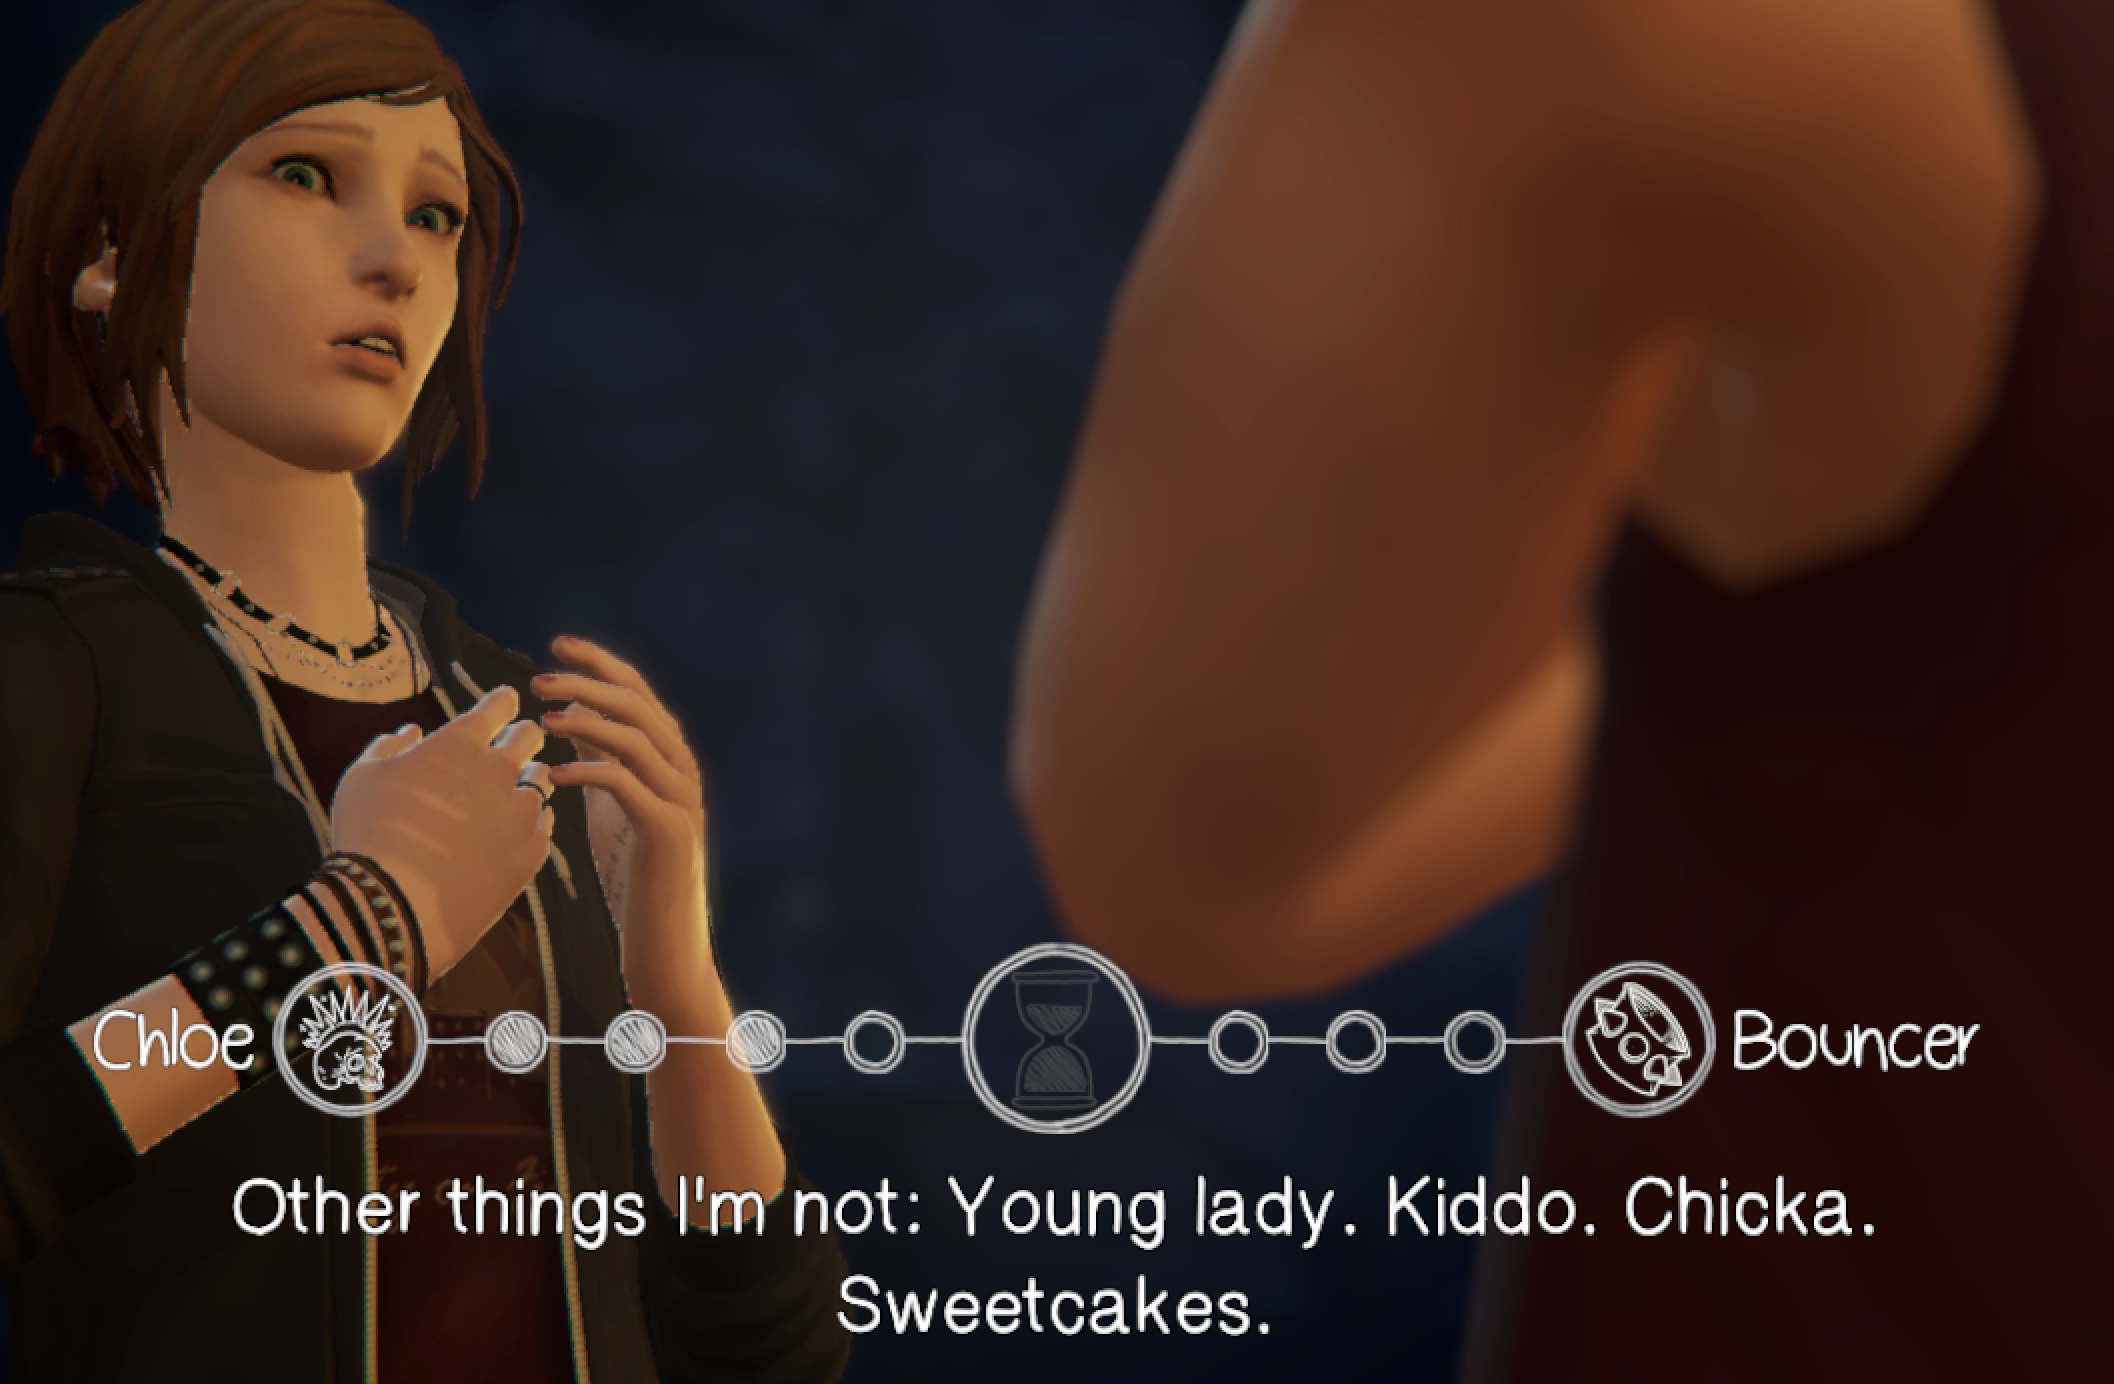 Chloe
Bouncer
Other things I'm not: Young lady. Kiddo. Chicka.
Sweetcakes.